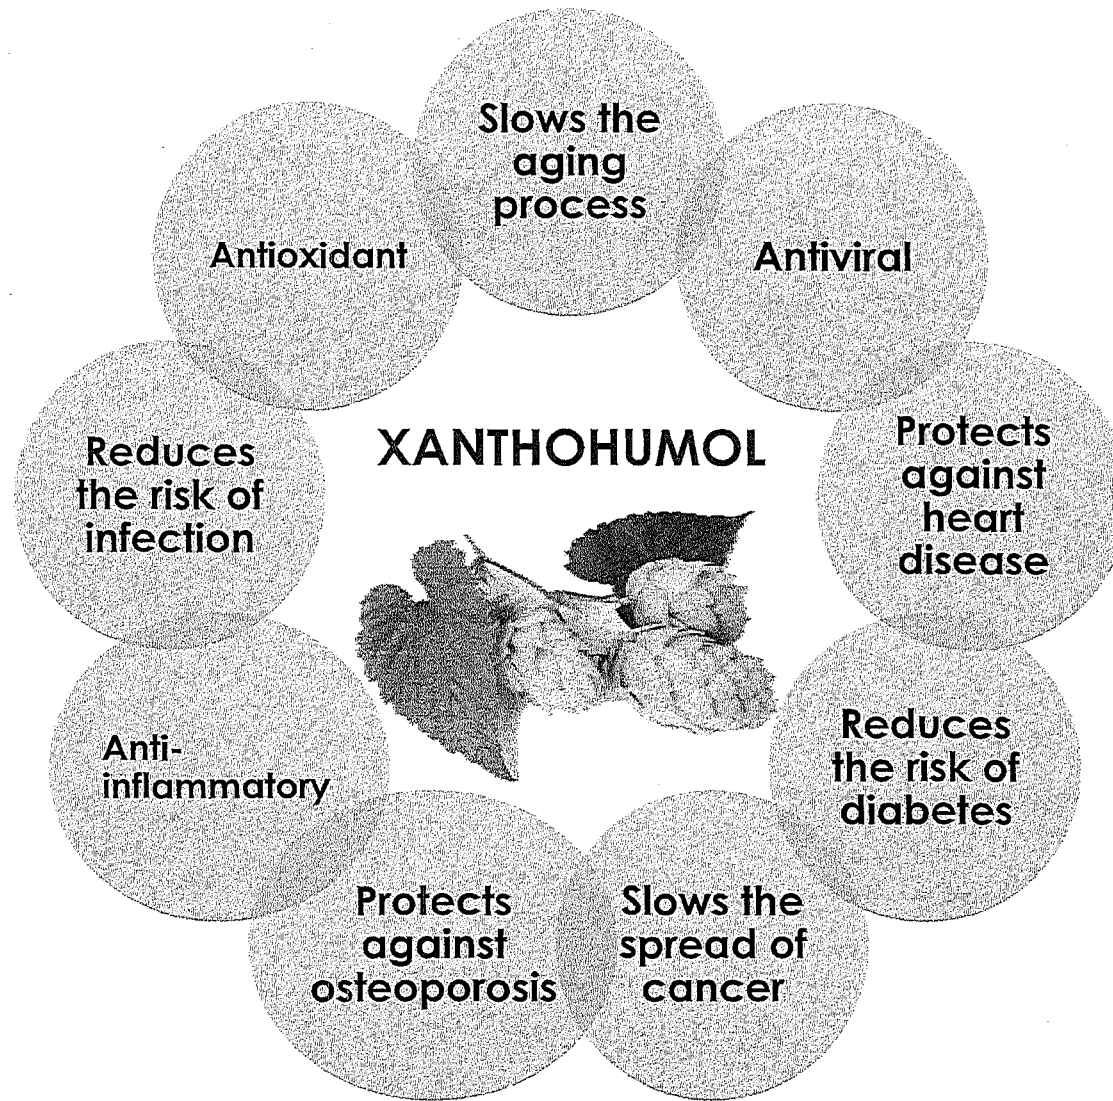 Slows the
aging
process
Antiviral
Protects
against
heart
disease
Reduces
the risk of
diabetes
Slows the
spread of
cancer
Protects
against
osteoporosis
Anti-
inflammatory
Reduces
the risk of
infection
Antioxidant
XANTHOHUMOL